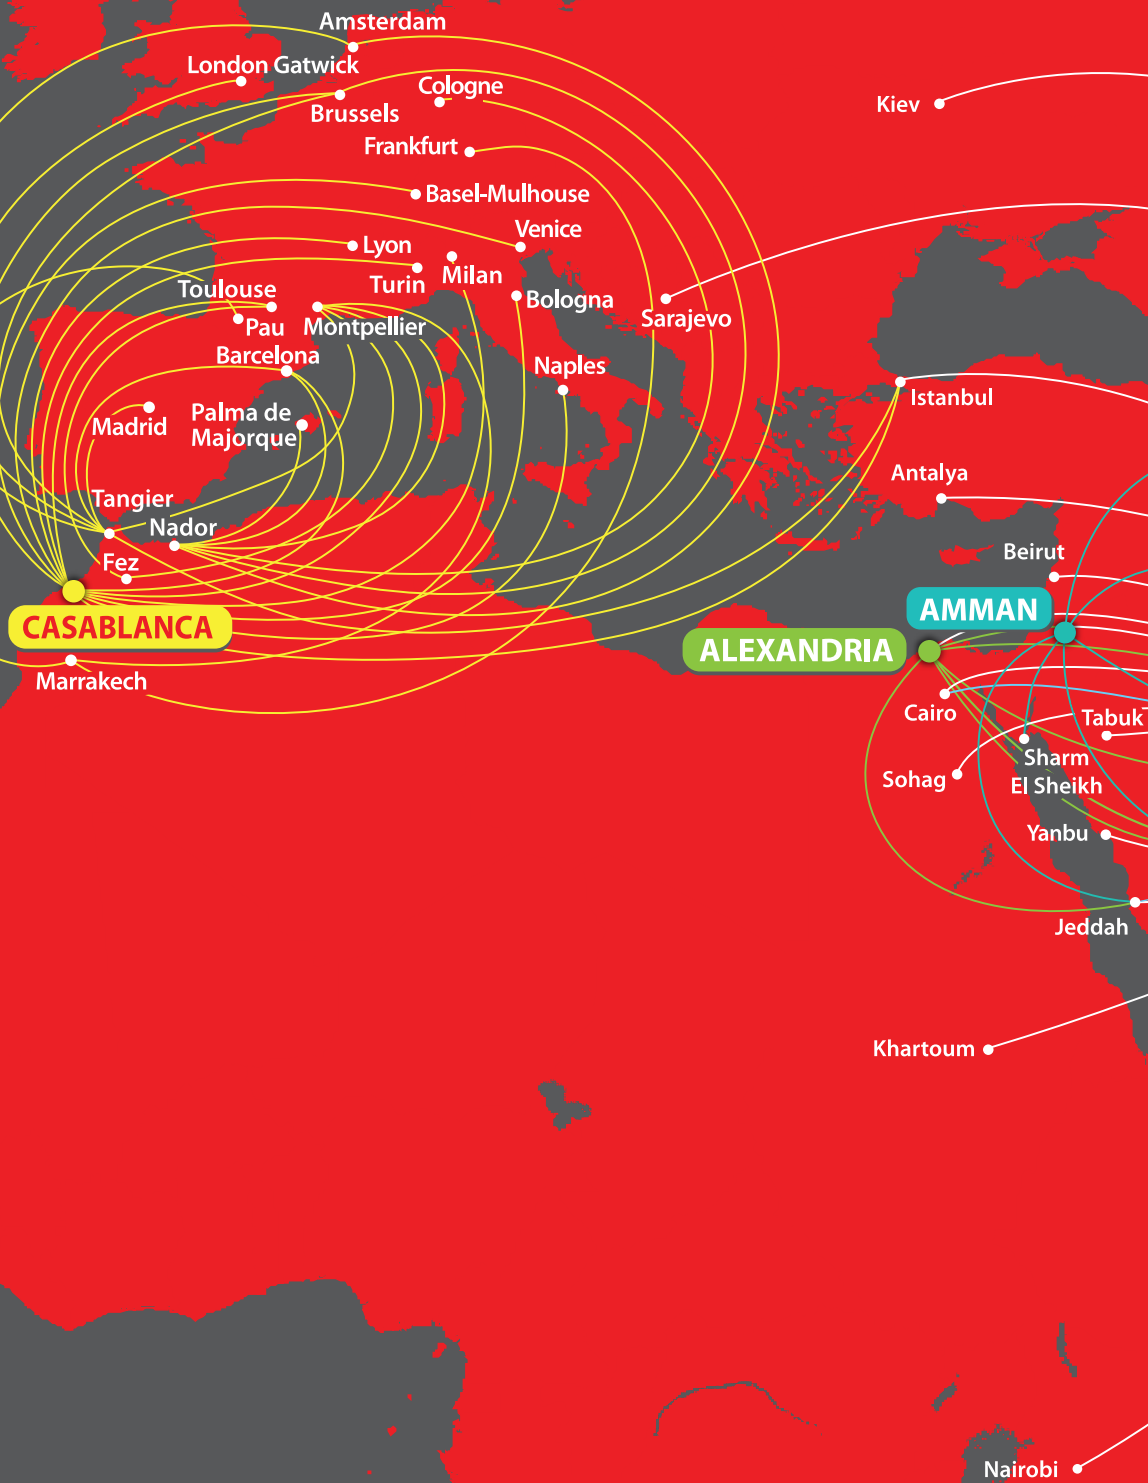 Amsterdam
London Gatwick
Cologne
Brussels
Kiev
Frankfurt
Basel-Mulhouse
Venice
Lyon
Milan
Turin
Toulouse
Bologna
Pau
Montpellier
Sarajevo
Barcelona
Naples
Istanbul
Palma de
Majorque
Madrid
Antalya
Tangier
Nador
Beirut
Fez
AMMAN
CASABLANCA
ALEXANDRIA
Marrakech
Cairo
Tabuk
Sharm
El Sheikh
Sohag
Yanbu
Jeddah
Khartoum
Nairobi